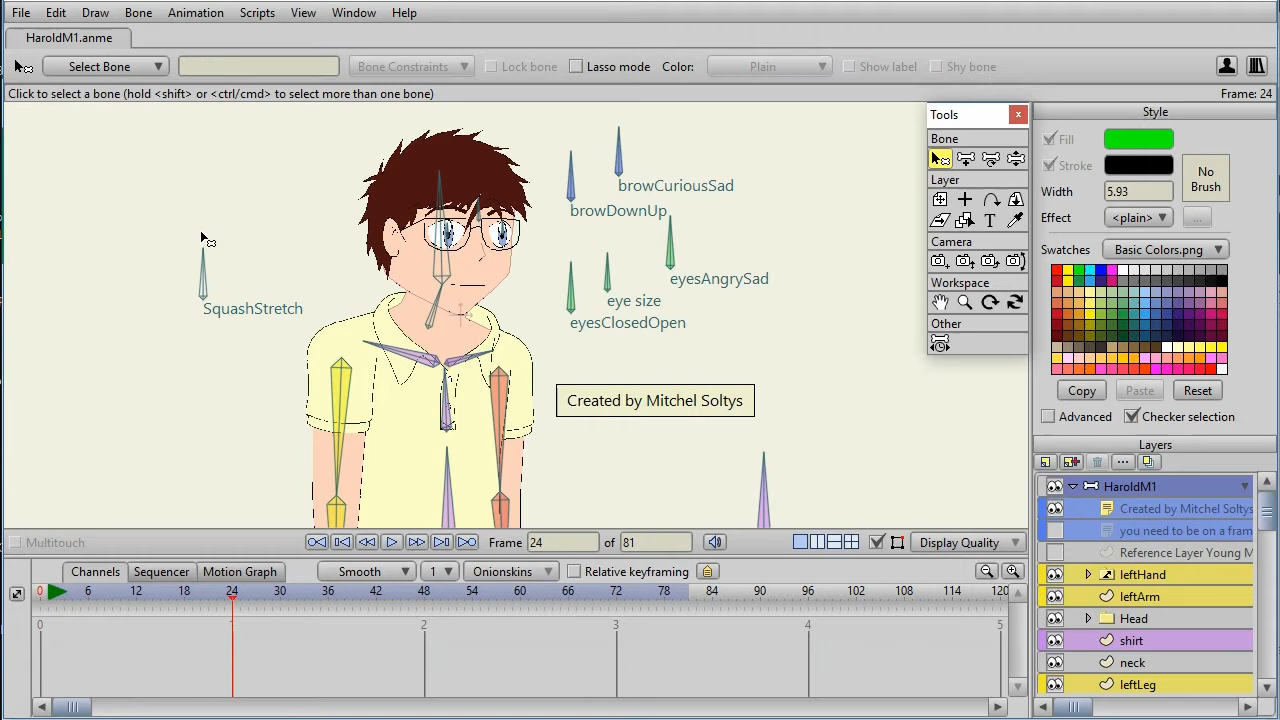 File Edit Draw Bone Animation Scripts View Window Help
HaroldM1.anme
Select Bone Bone Constraints Lock bone Lasso mode Color: Plain Show label Shy bone
Click to select a bone (hold <shift> or <ctrl/cmd> to select more than one bone) Frame: 24
Tools
Bone
Layer
T
Camera
Workspace
Other
browCuriousSad
browDownUp
eyesAngrySad
eye size
eyesClosedOpen
SquashStretch
Created by Mitchel Soltys
Style
Fill
Stroke
No
Brush
Width 5.93
Effect <plain> ...
Swatches Basic Colors.png
Copy Paste Reset
Advanced Checker selection
Layers
HaroldM1
Created by Mitchel Soltys
you need to be on a fram
Reference Layer Young M
leftHand
leftArm
Head
shirt
neck
leftLeg
Multitouch Frame 24 of 81 Display Quality
Channels Sequencer Motion Graph Smooth 1 Onionskins Relative keyframing
0 6 12 18 24 30 36 42 48 54 60 66 72 78 84 90 96 102 108 114 120
0 1 2 3 4 5